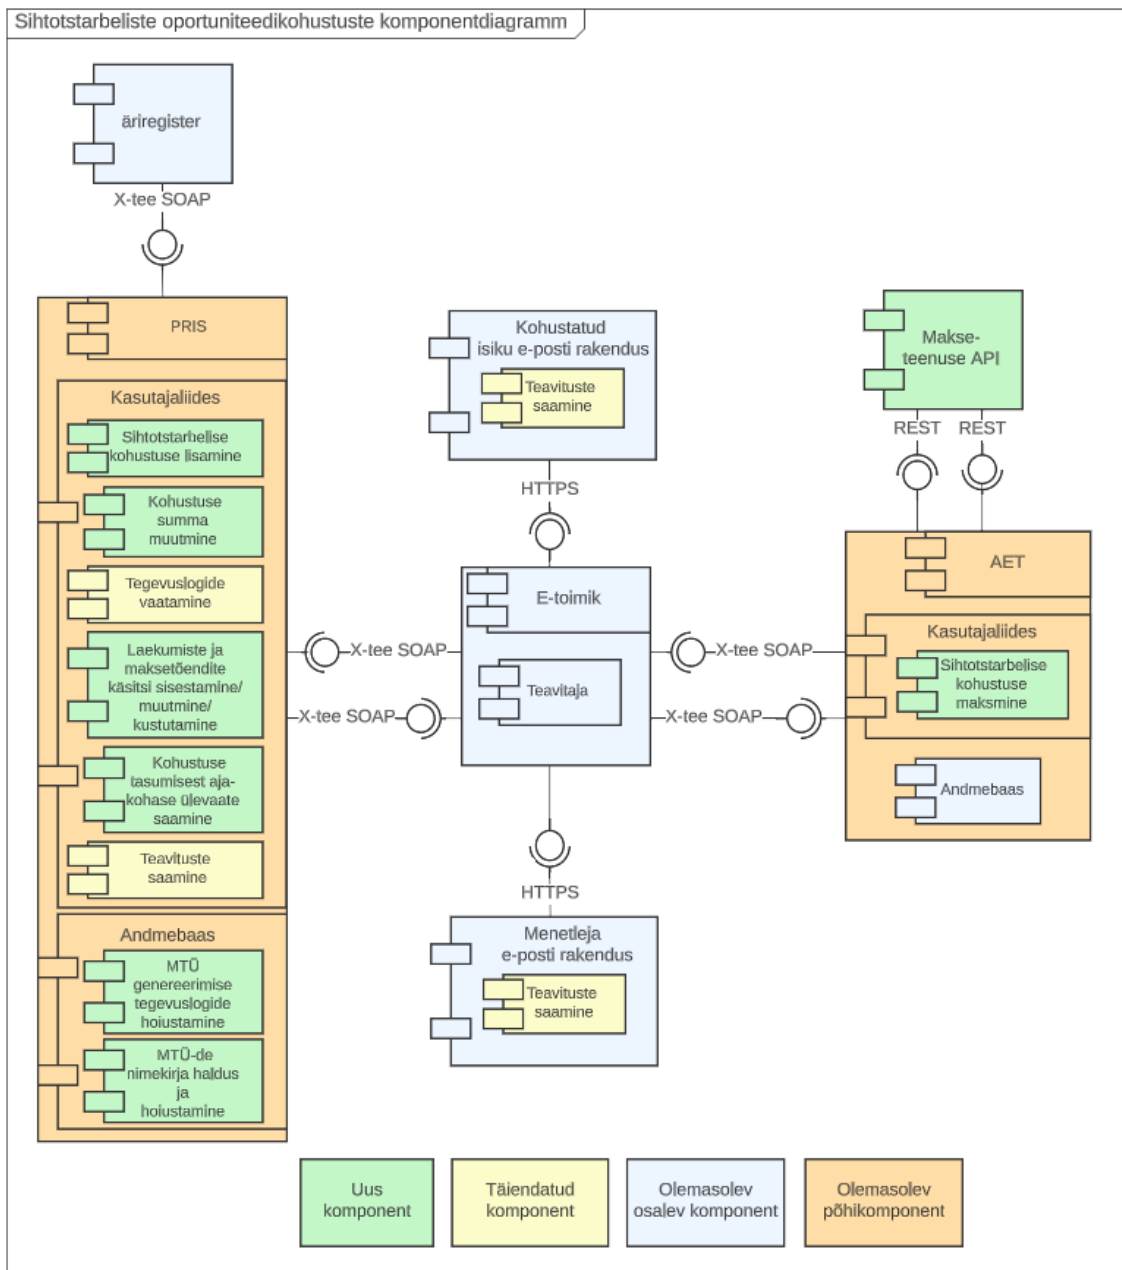 Sihtotstarbeliste oportuniteedikohustuste komponentdiagramm
äriregister
X-tee SOAP
PRIS
Kasutajaliides
Sihtotstarbelise
kohustuse lisamine
Kohustuse
summa
muutmine
Tegevuslogide
vaatamine
Laekumiste ja
maksetõendite
käsitsi sisestamine/
muutmine/
kustutamine
Kohustuse
tasumisest aja-
kohase ülevaate
saamine
Teavituste
saamine
Andmebaas
MTÜ
genereerimise
tegevuslogide
hoiustamine
MTÜ-de
nimekirja haldus
ja
hoiustamine
X-tee SOAP
X-tee SOAP
Kohustatud
isiku e-posti rakendus
Teavituste
saamine
HTTPS
E-toimik
Teavitaja
HTTPS
Menetleja
e-posti rakendus
Teavituste
saamine
X-tee SOAP
X-tee SOAP
Makse-
teenuse API
REST
REST
AET
Kasutajaliides
Sihtotstarbelise
kohustuse
maksmine
Andmebaas
Uus
komponent
Täiendatud
komponent
Olemasolev
osalev komponent
Olemasolev
põhikomponent